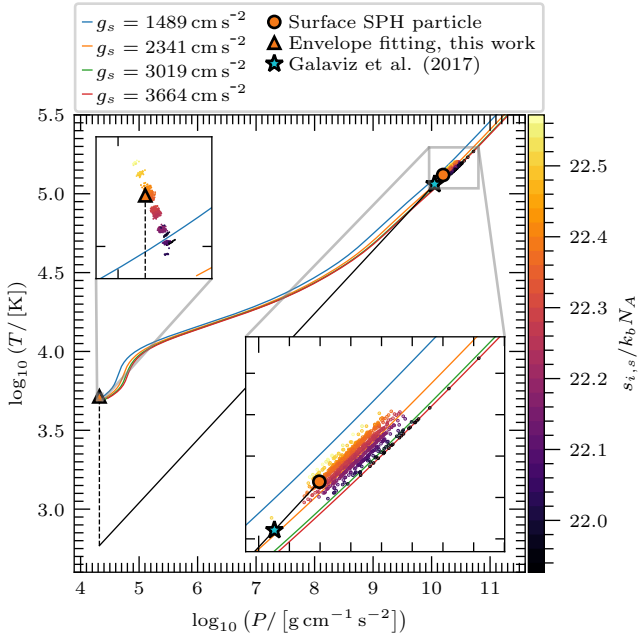 g_s = 1489 cm s^−2
g_s = 2341 cm s^−2
g_s = 3019 cm s^−2
g_s = 3664 cm s^−2
Surface SPH particle
Envelope fitting, this work
Galaviz et al. (2017)
5.5
5.0
4.5
4.0
3.5
3.0
log_10 (T/ [K])
4
5
6
7
8
9
10
11
log_10 (P/ [g cm^−1 s^−2])
22.5
22.4
22.3
22.2
22.1
22.0
s_{i,s}/k_b N_A